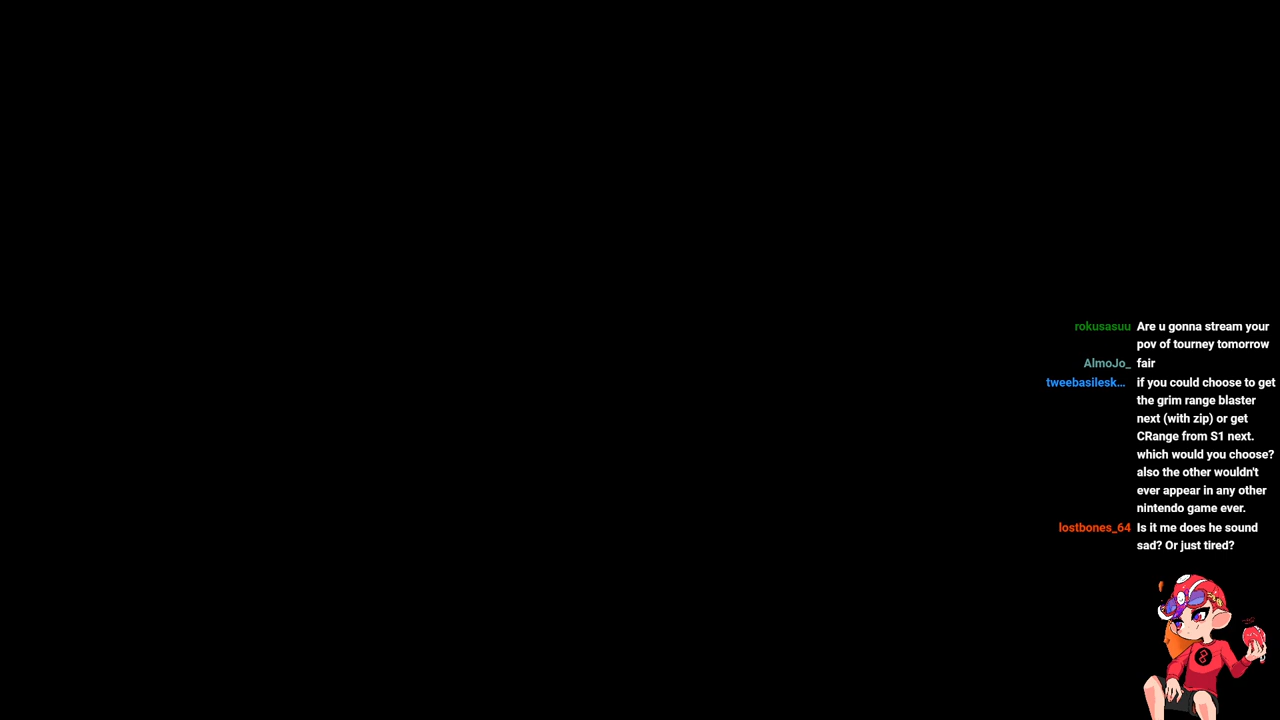 rokusasuu Are u gonna stream your
pov of tourney tomorrow
AlmoJo_ fair
tweebasilesk... if you could choose to get
the grim range blaster
next (with zip) or get
CRange from S1 next.
which would you choose?
also the other wouldn't
ever appear in any other
nintendo game ever.
lostbones_64 Is it me does he sound
sad? Or just tired?